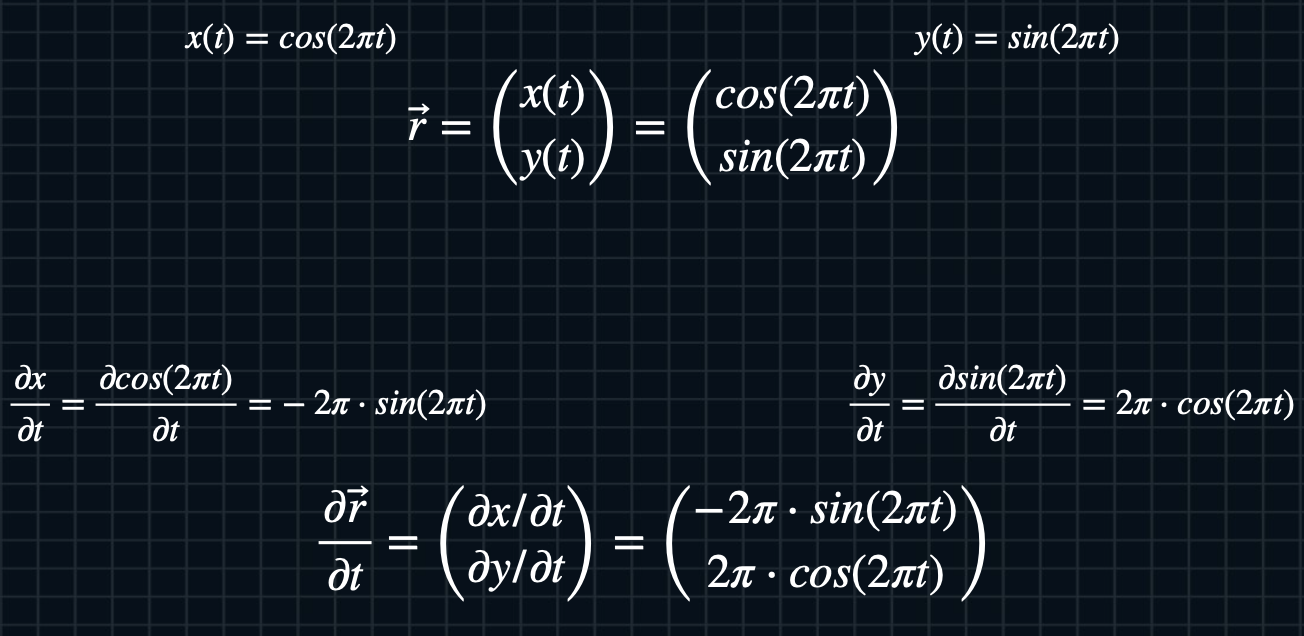 x(t) = cos(2πt)
y(t) = sin(2πt)
r⃗ = (x(t) y(t)) = (cos(2πt) sin(2πt))
∂x/∂t = ∂cos(2πt)/∂t = − 2π · sin(2πt)
∂y/∂t = ∂sin(2πt)/∂t = 2π · cos(2πt)
∂r⃗/∂t = (∂x/∂t ∂y/∂t) = (−2π · sin(2πt) 2π · cos(2πt))